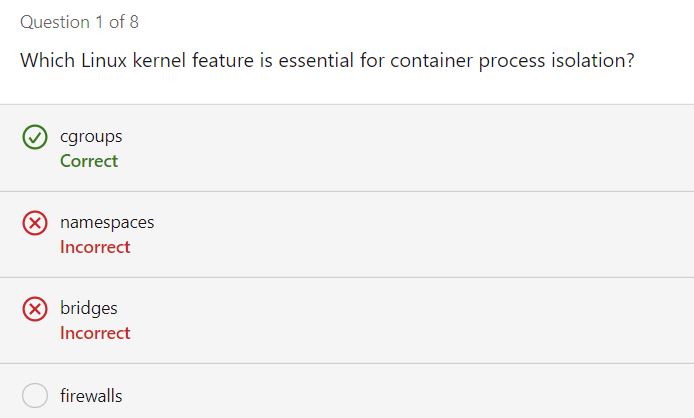 Question 1 of 8
Which Linux kernel feature is essential for container process isolation?
cgroups
Correct
namespaces
Incorrect
bridges
Incorrect
firewalls